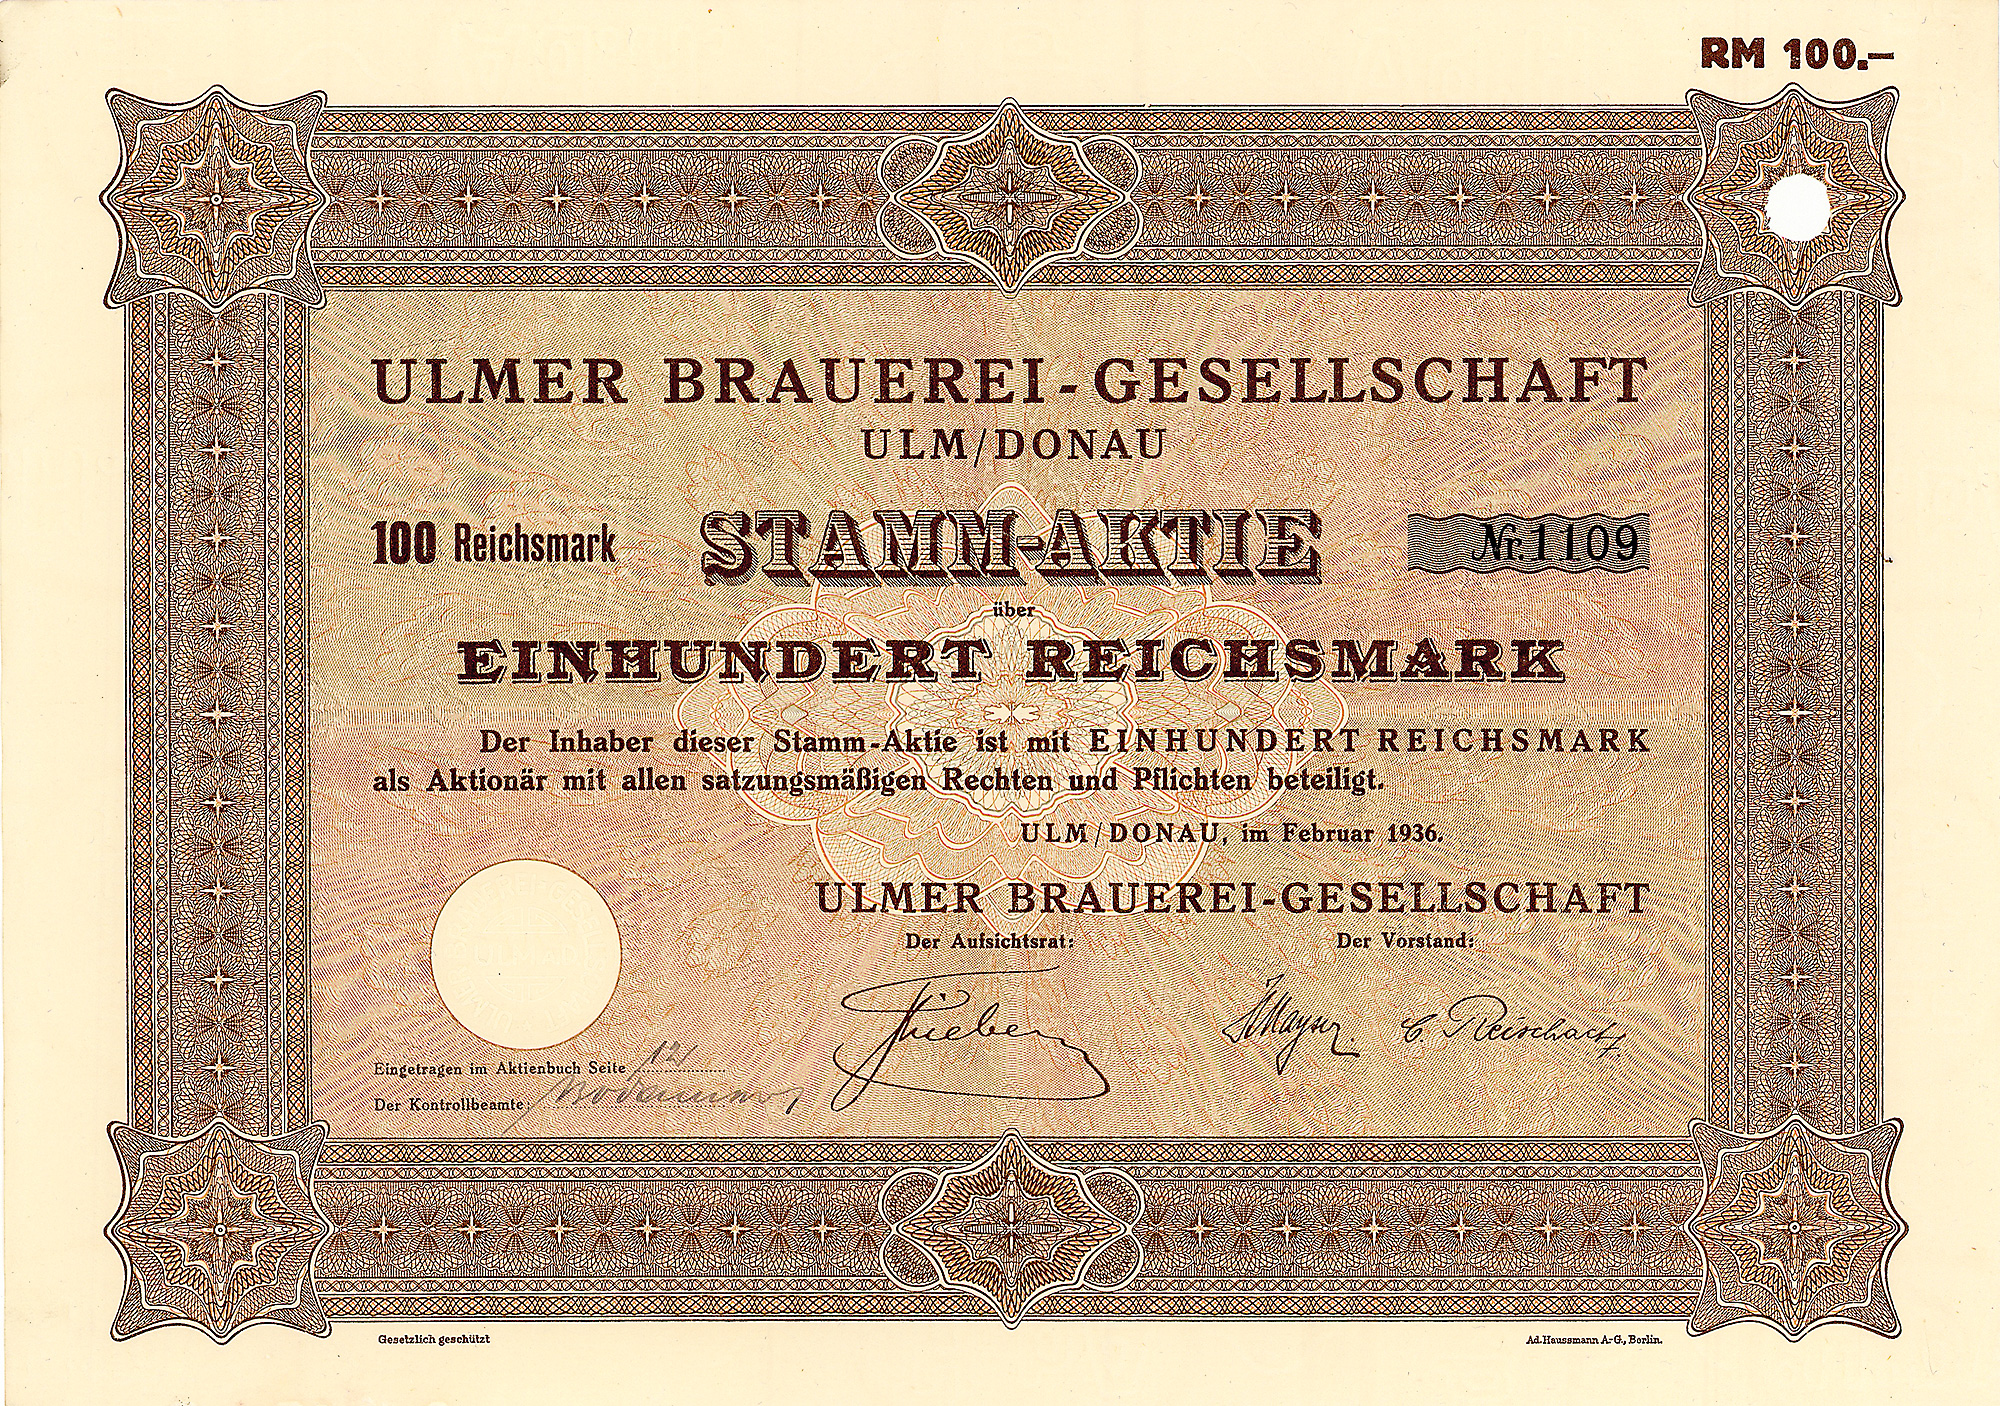 RM 100.–
ULMER BRAUEREI-GESELLSCHAFT
ULM/DONAU
100 Reichsmark STAMM-AKTIE Nr. 1109
über
EINHUNDERT REICHSMARK
Der Inhaber dieser Stamm-Aktie ist mit EINHUNDERT REICHSMARK
als Aktionär mit allen satzungsmäßigen Rechten und Pflichten beteiligt.
ULM/DONAU, im Februar 1936.
ULMER BRAUEREI-GESELLSCHAFT
Der Aufsichtsrat: Der Vorstand:
C. Reischach
Eingetragen im Aktienbuch Seite 121
Der Kontrollbeamte:
Gesetzlich geschützt Ad. Haussmann A.-G., Berlin.